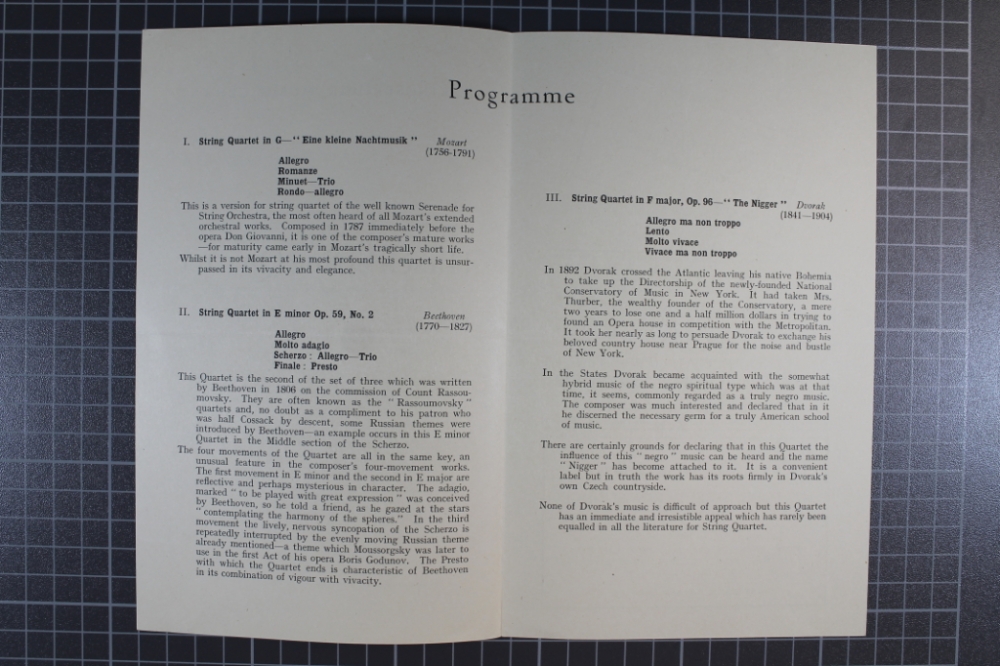 Programme
I. String Quartet in G—" Eine kleine Nachtmusik " Mozart
(1756-1791)
Allegro
Romanze
Minuet—Trio
Rondo—allegro
This is a version for string quartet of the well known Serenade for
String Orchestra, the most often heard of all Mozart's extended
orchestral works. Composed in 1787 immediately before the
opera Don Giovanni, it is one of the composer's mature works
—for maturity came early in Mozart's tragically short life.
Whilst it is not Mozart at his most profound this quartet is unsur-
passed in its vivacity and elegance.
II. String Quartet in E minor Op. 59, No. 2 Beethoven
(1770—1827)
Allegro
Molto adagio
Scherzo : Allegro—Trio
Finale : Presto
This Quartet is the second of the set of three which was written
by Beethoven in 1806 on the commission of Count Rassou-
movsky. They are often known as the " Rassoumovsky "
quartets and, no doubt as a compliment to his patron who
was half Cossack by descent, some Russian themes were
introduced by Beethoven—an example occurs in this E minor
Quartet in the Middle section of the Scherzo.
The four movements of the Quartet are all in the same key, an
unusual feature in the composer's four-movement works.
The first movement in E minor and the second in E major are
reflective and perhaps mysterious in character. The adagio,
marked " to be played with great expression " was conceived
by Beethoven, so he told a friend, as he gazed at the stars
" contemplating the harmony of the spheres." In the third
movement the lively, nervous syncopation of the Scherzo is
repeatedly interrupted by the evenly moving Russian theme
already mentioned—a theme which Moussorgsky was later to
use in the first Act of his opera Boris Godunov. The Presto
with which the Quartet ends is characteristic of Beethoven
in its combination of vigour with vivacity.
III. String Quartet in F major, Op. 96—" The Nigger " Dvorak
(1841—1904)
Allegro ma non troppo
Lento
Molto vivace
Vivace ma non troppo
In 1892 Dvorak crossed the Atlantic leaving his native Bohemia
to take up the Directorship of the newly-founded National
Conservatory of Music in New York. It had taken Mrs.
Thurber, the wealthy founder of the Conservatory, a mere
two years to lose one and a half million dollars in trying to
found an Opera house in competition with the Metropolitan.
It took her nearly as long to persuade Dvorak to exchange his
beloved country house near Prague for the noise and bustle
of New York.
In the States Dvorak became acquainted with the somewhat
hybrid music of the negro spiritual type which was at that
time, it seems, commonly regarded as a truly negro music.
The composer was much interested and declared that in it
he discerned the necessary germ for a truly American school
of music.
There are certainly grounds for declaring that in this Quartet the
influence of this " negro " music can be heard and the name
" Nigger " has become attached to it. It is a convenient
label but in truth the work has its roots firmly in Dvorak's
own Czech countryside.
None of Dvorak's music is difficult of approach but this Quartet
has an immediate and irresistible appeal which has rarely been
equalled in all the literature for String Quartet.